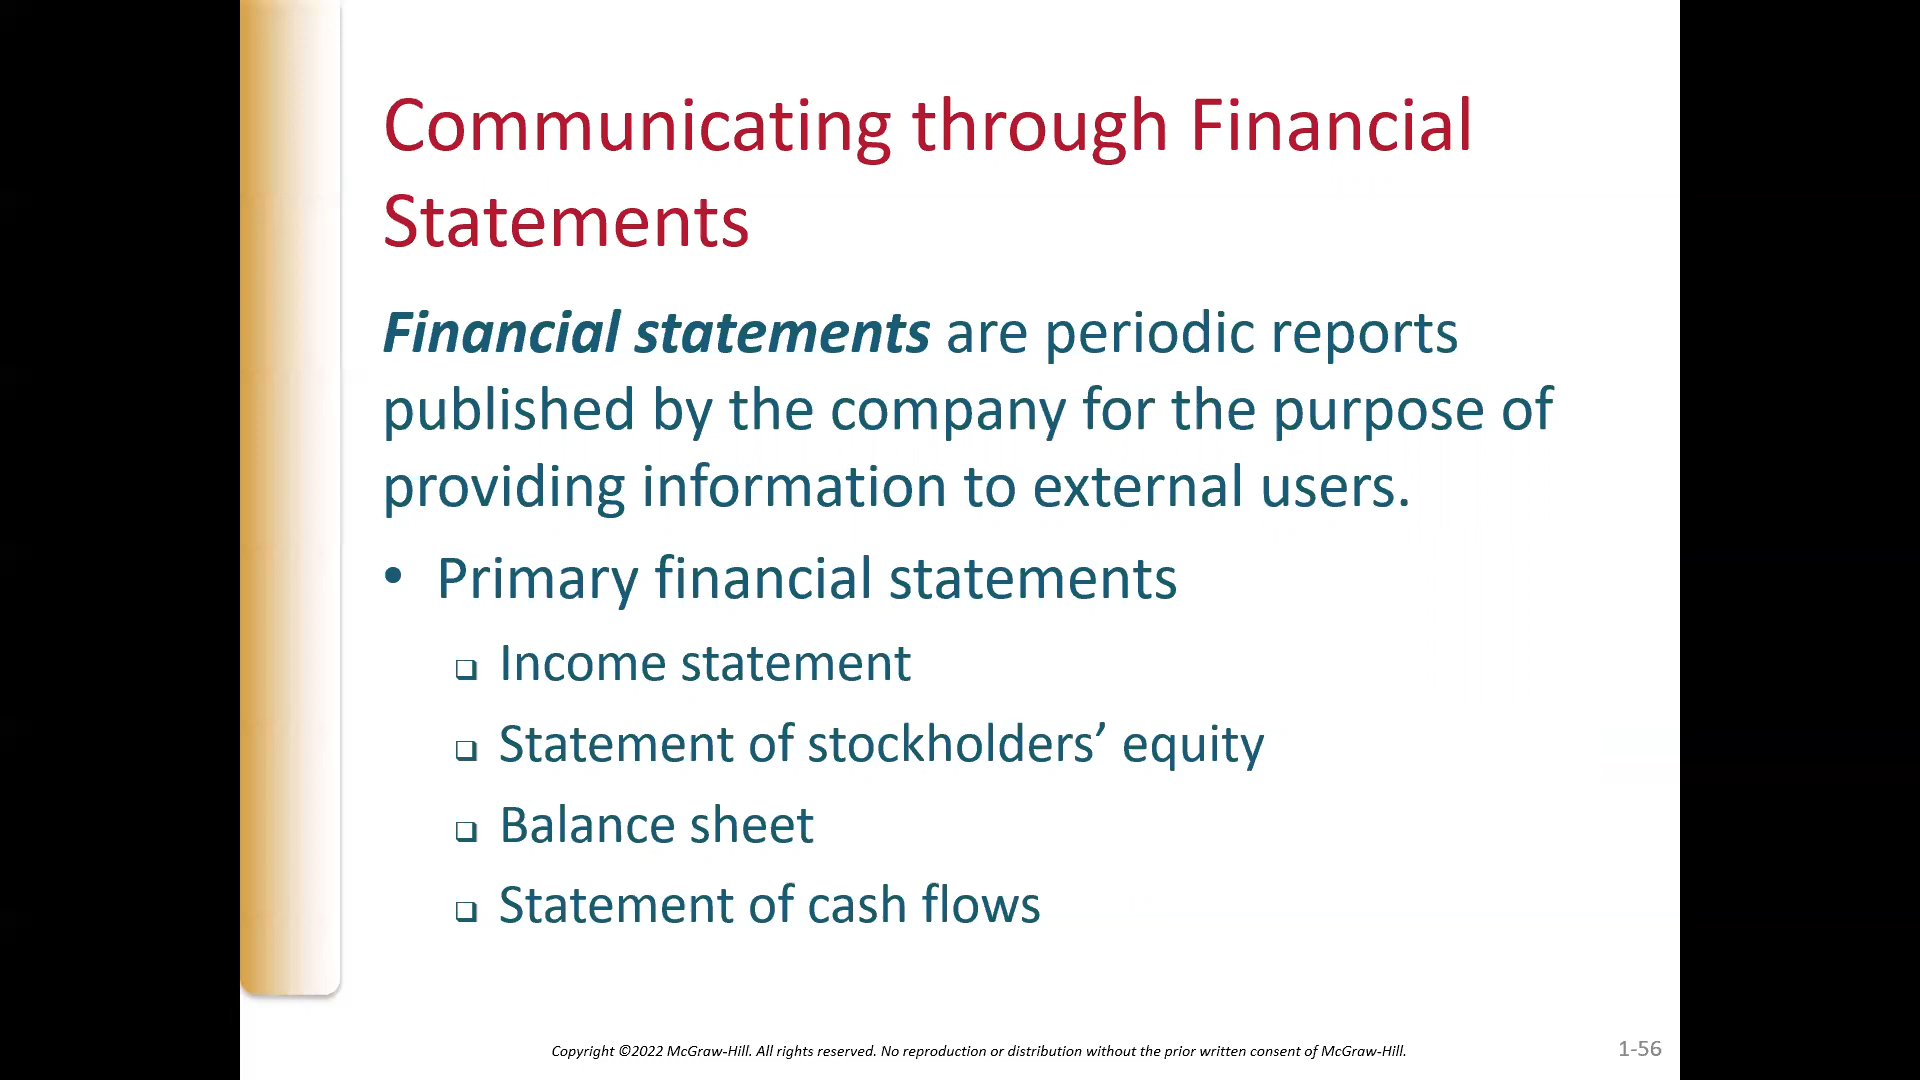 Communicating through Financial
Statements
Financial statements are periodic reports
published by the company for the purpose of
providing information to external users.
• Primary financial statements
❑ Income statement
❑ Statement of stockholders’ equity
❑ Balance sheet
❑ Statement of cash flows
Copyright ©2022 McGraw-Hill. All rights reserved. No reproduction or distribution without the prior written consent of McGraw-Hill.
1-56